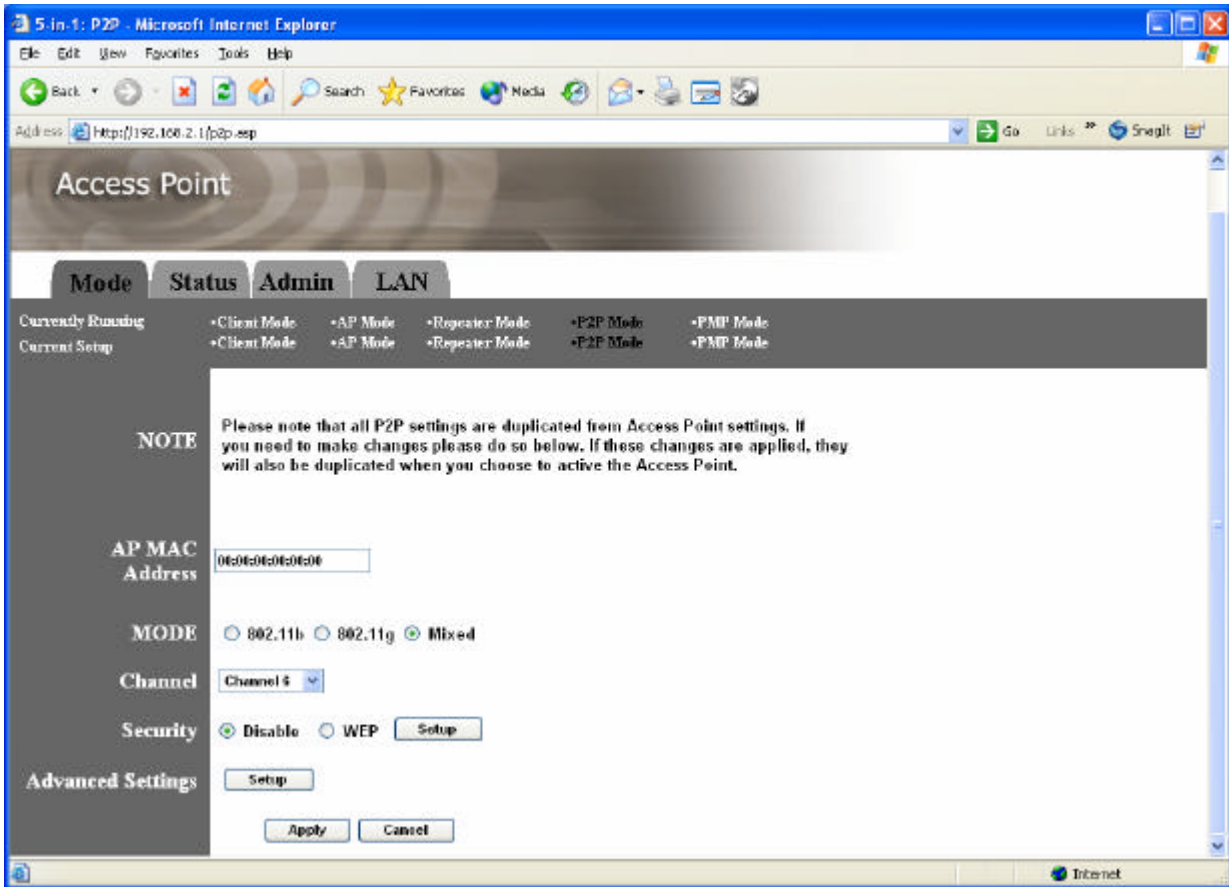 5-in-1: P2P - Microsoft Internet Explorer
File Edit View Favorites Tools Help
Back Search Favorites Media
Address http://192.168.2.1/p2p.asp Go Links » SnagIt
Access Point
Mode Status Admin LAN
Currently Running •Client Mode •AP Mode •Repeater Mode •P2P Mode •PMP Mode
Current Setup •Client Mode •AP Mode •Repeater Mode •P2P Mode •PMP Mode
NOTE
Please note that all P2P settings are duplicated from Access Point settings. If
you need to make changes please do so below. If these changes are applied, they
will also be duplicated when you choose to active the Access Point.
AP MAC
Address
00:00:00:00:00:00
MODE 802.11b 802.11g Mixed
Channel Channel 6
Security Disable WEP Setup
Advanced Settings Setup
Apply Cancel
Internet